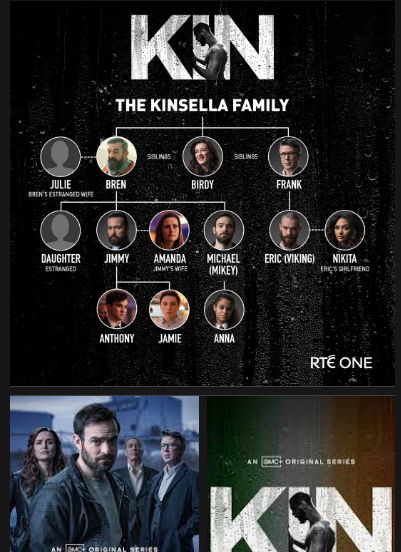 KIN
THE KINSELLA FAMILY
SIBLINGS SIBLINGS
JULIE BREN BIRDY FRANK
BREN'S ESTRANGED WIFE
DAUGHTER JIMMY AMANDA MICHAEL ERIC (VIKING) NIKITA
ESTRANGED JIMMY'S WIFE (MIKEY) ERIC'S GIRLFRIEND
ANTHONY JAMIE ANNA
RTÉ ONE
AN AMC+ ORIGINAL SERIES
KIN
AN AMC+ ORIGINAL SERIES